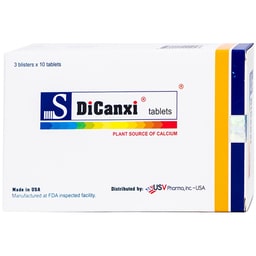 3 blisters x 10 tablets
S DiCanxi ®
tablets
PLANT SOURCE OF CALCIUM
Made in USA
Manufactured at FDA inspected facility.
Distributed by: USV Pharma, Inc. - USA